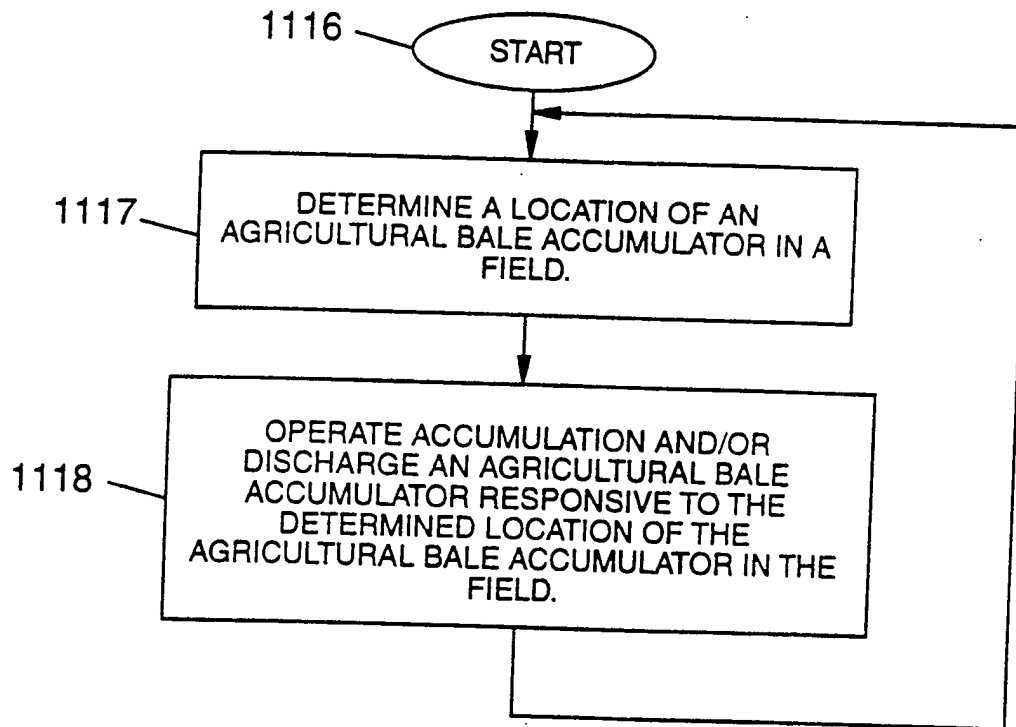 1116
START
1117
DETERMINE A LOCATION OF AN
AGRICULTURAL BALE ACCUMULATOR IN A
FIELD.
1118
OPERATE ACCUMULATION AND/OR
DISCHARGE AN AGRICULTURAL BALE
ACCUMULATOR RESPONSIVE TO THE
DETERMINED LOCATION OF THE
AGRICULTURAL BALE ACCUMULATOR IN THE
FIELD.